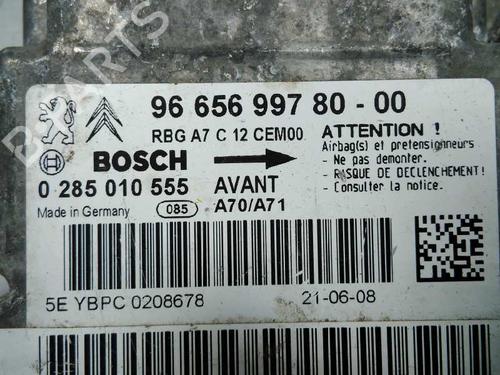 96 656 997 80 - 00
RBG A7 C 12 CEM00
ATTENTION !
Airbag(s) et pretensionneurs
- Ne pas demonter.
- RISQUE DE DECLENCHEMENT!
- Consulter la notice.
BOSCH
0 285 010 555
AVANT
Made in Germany
085
A70/A71
5E YBPC 0208678
21-06-08